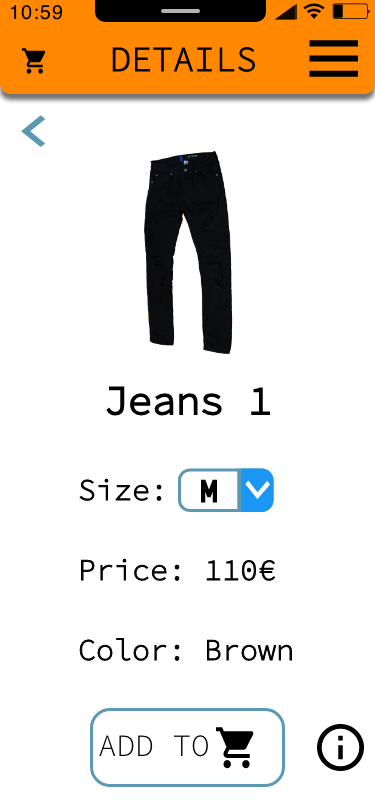 10:59
DETAILS
Jeans 1
Size: M
Price: 110€
Color: Brown
ADD TO